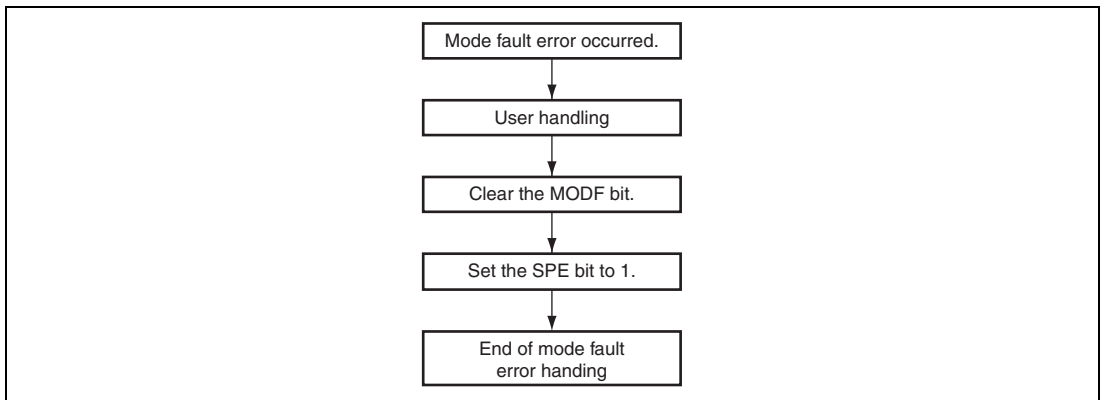 Mode fault error occurred.
User handling
Clear the MODF bit.
Set the SPE bit to 1.
End of mode fault
error handing